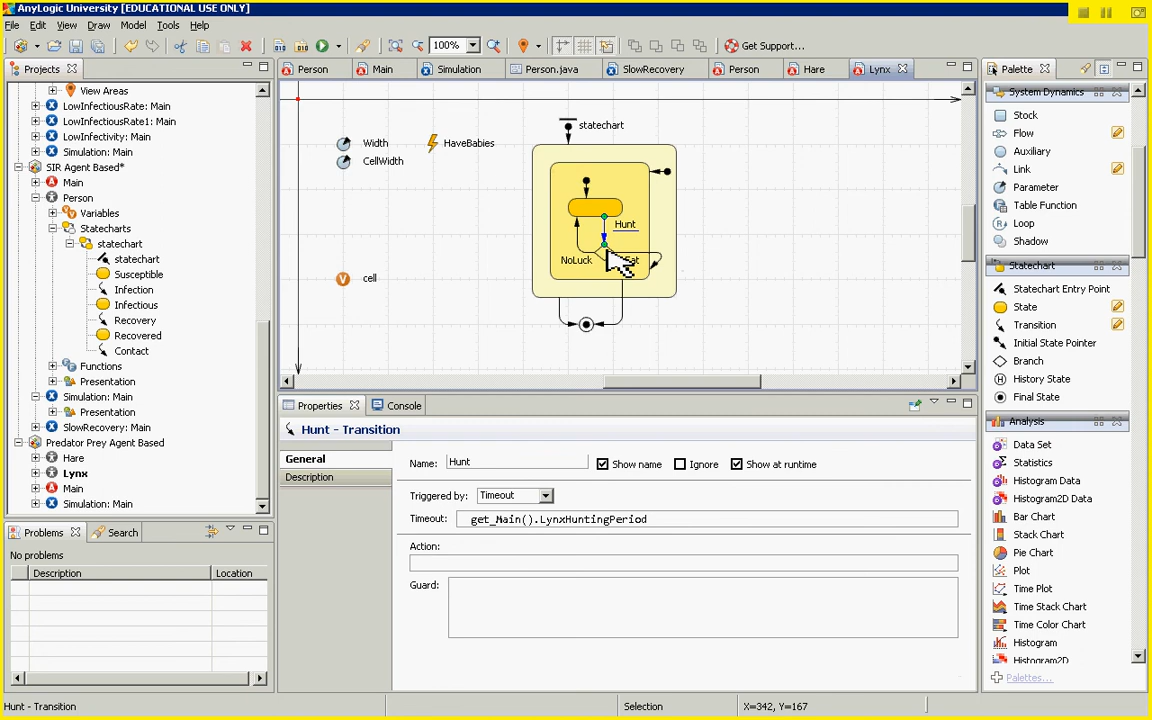 AnyLogic University [EDUCATIONAL USE ONLY]
File Edit View Draw Model Tools Help
100% Get Support...
Projects
Person Main Simulation Person.java SlowRecovery Person Hare Lynx
Palette
View Areas
LowInfectiousRate: Main
LowInfectiousRate1: Main
LowInfectivity: Main
Simulation: Main
SIR Agent Based*
Main
Person
Variables
Statecharts
statechart
statechart
Susceptible
Infection
Infectious
Recovery
Recovered
Contact
Functions
Presentation
Simulation: Main
Presentation
SlowRecovery: Main
Predator Prey Agent Based
Hare
Lynx
Main
Simulation: Main
Problems Search
No problems
Description Location
statechart
Width HaveBabies
CellWidth
Hunt
NoLuck
cell
Properties Console
Hunt - Transition
General
Description
Name: Hunt Show name Ignore Show at runtime
Triggered by: Timeout
Timeout: get_Main().LynxHuntingPeriod
Action:
Guard:
System Dynamics
Stock
Flow
Auxiliary
Link
Parameter
Table Function
Loop
Shadow
Statechart
Statechart Entry Point
State
Transition
Initial State Pointer
Branch
History State
Final State
Analysis
Data Set
Statistics
Histogram Data
Histogram2D Data
Bar Chart
Stack Chart
Pie Chart
Plot
Time Plot
Time Stack Chart
Time Color Chart
Histogram
Histogram2D
Palettes...
Hunt - Transition Selection X=342, Y=167